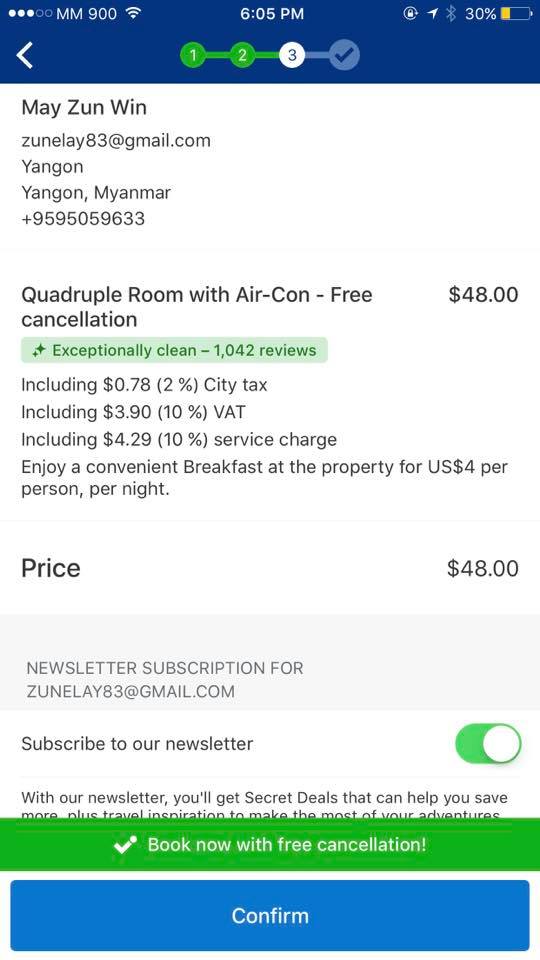 MM 900 6:05 PM 30%
1 2 3
May Zun Win
zunelay83@gmail.com
Yangon
Yangon, Myanmar
+9595059633
Quadruple Room with Air-Con - Free $48.00
cancellation
Exceptionally clean – 1,042 reviews
Including $0.78 (2 %) City tax
Including $3.90 (10 %) VAT
Including $4.29 (10 %) service charge
Enjoy a convenient Breakfast at the property for US$4 per
person, per night.
Price $48.00
NEWSLETTER SUBSCRIPTION FOR
ZUNELAY83@GMAIL.COM
Subscribe to our newsletter
With our newsletter, you'll get Secret Deals that can help you save
more, plus travel inspiration to make the most of your adventures
Book now with free cancellation!
Confirm